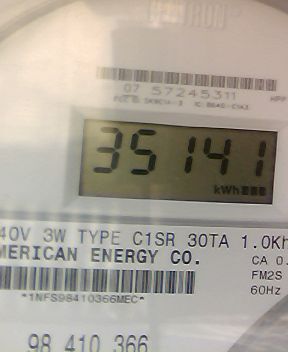 CENTRON
07 57245311
35141
kWh
40V 3W TYPE C1SR 30TA 1.0Kh
MERICAN ENERGY CO.
CA 0.
FM2S
60Hz
*1NFS98410366MEC*
98 410 366